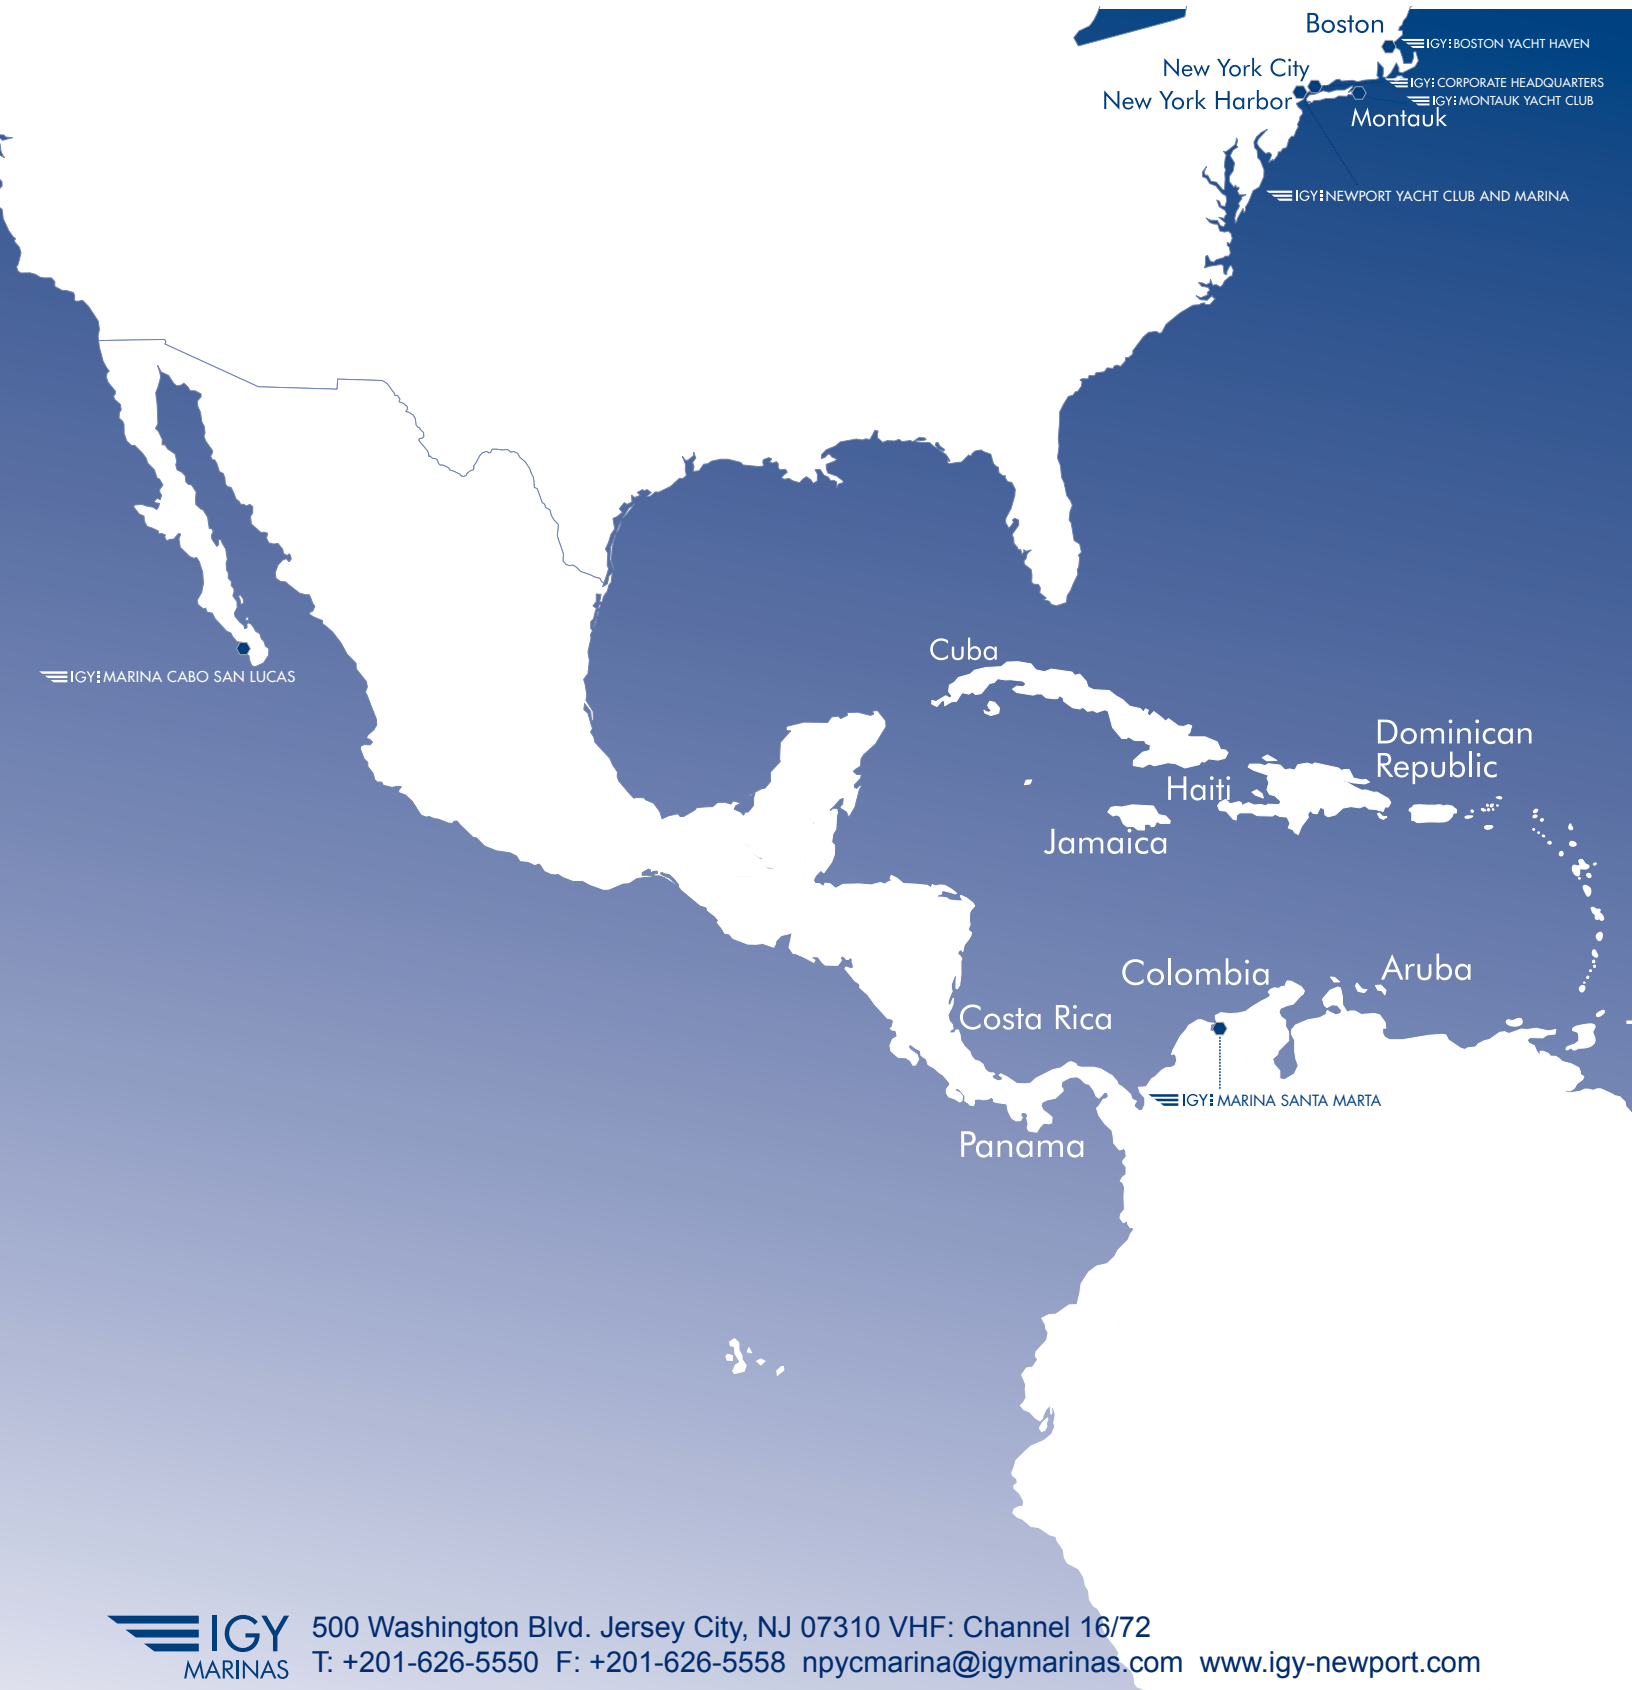 Boston
IGY BOSTON YACHT HAVEN
New York City
IGY CORPORATE HEADQUARTERS
New York Harbor
IGY MONTAUK YACHT CLUB
Montauk
IGY NEWPORT YACHT CLUB AND MARINA
Cuba
IGY MARINA CABO SAN LUCAS
Dominican
Republic
Haiti
Jamaica
Colombia
Aruba
Costa Rica
IGY MARINA SANTA MARTA
Panama
IGY
MARINAS
500 Washington Blvd. Jersey City, NJ 07310 VHF: Channel 16/72
T: +201-626-5550 F: +201-626-5558 npycmarina@igymarinas.com www.igy-newport.com